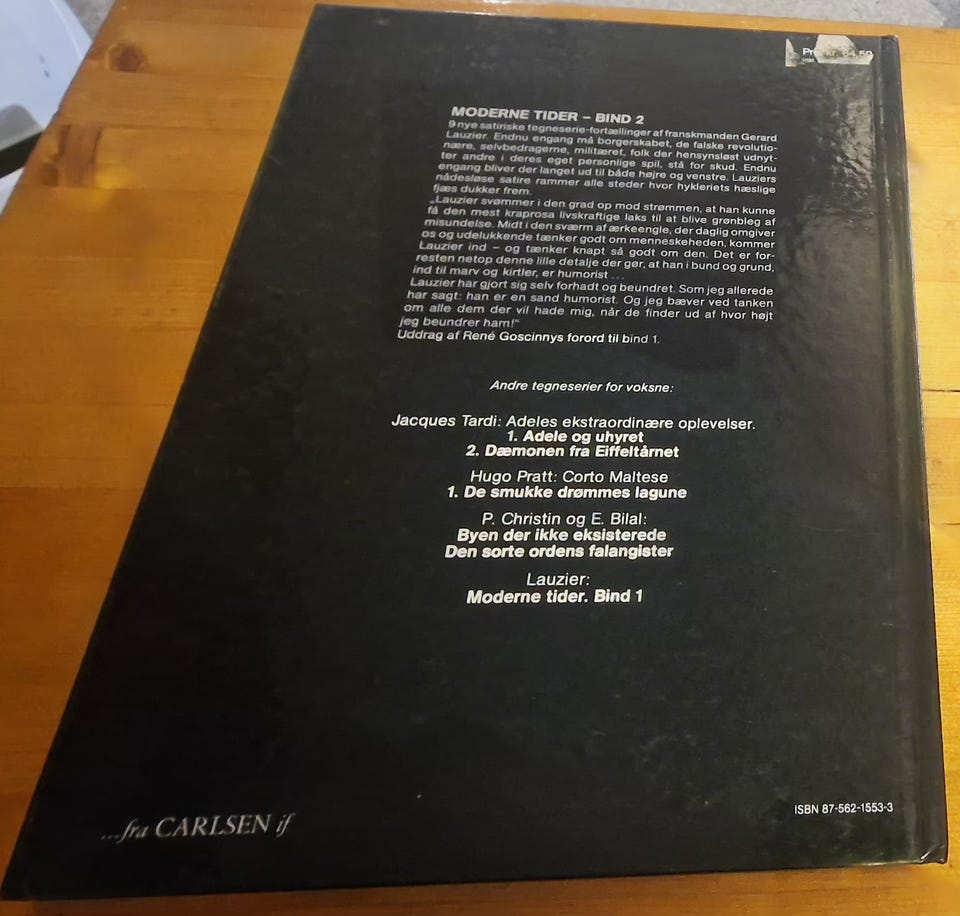 kr. 64,50
MODERNE TIDER – BIND 2
9 nye satiriske tegneserie-fortællinger af franskmanden Gerard
Lauzier. Endnu engang må borgerskabet, de falske revolutio-
nære, selvbedragerne, militæret, folk der hensynsløst udnyt-
ter andre i deres eget personlige spil, stå for skud. Endnu
engang bliver der langet ud til både højre og venstre. Lauziers
nådesløse satire rammer alle steder hvor hykleriets hæslige
fjæs dukker frem.
„Lauzier svømmer i den grad op mod strømmen, at han kunne
få den mest kraprosa livskraftige laks til at blive grønbleg af
misundelse. Midt i den sværm af ærkeengle, der daglig omgiver
os og udelukkende tænker godt om menneskeheden, kommer
Lauzier ind – og tænker knapt så godt om den. Det er for-
resten netop denne lille detalje der gør, at han i bund og grund,
ind til marv og kirtler, er humorist ...
Lauzier har gjort sig selv forhadt og beundret. Som jeg allerede
har sagt: han er en sand humorist. Og jeg bæver ved tanken
om alle dem der vil hade mig, når de finder ud af hvor højt
jeg beundrer ham!"
Uddrag af René Goscinnys forord til bind 1.
Andre tegneserier for voksne:
Jacques Tardi: Adeles ekstraordinære oplevelser.
1. Adele og uhyret
2. Dæmonen fra Eiffeltårnet
Hugo Pratt: Corto Maltese
1. De smukke drømmes lagune
P. Christin og E. Bilal:
Byen der ikke eksisterede
Den sorte ordens falangister
Lauzier:
Moderne tider. Bind 1
...fra CARLSEN if
ISBN 87-562-1553-3